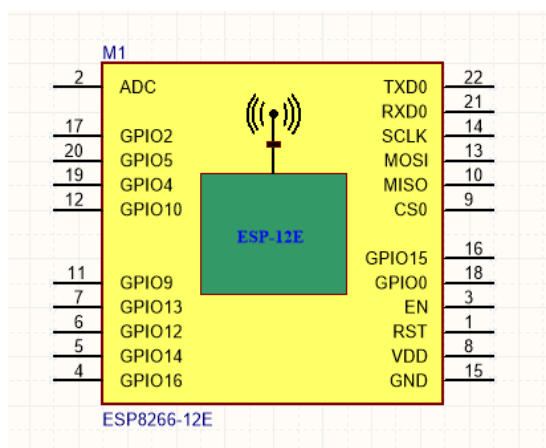 M1
2 ADC TXD0 22
RXD0 21
17 GPIO2 SCLK 14
20 GPIO5 MOSI 13
19 GPIO4 MISO 10
12 GPIO10 CS0 9
ESP-12E
GPIO15 16
11 GPIO9 GPIO0 18
7 GPIO13 EN 3
6 GPIO12 RST 1
5 GPIO14 VDD 8
4 GPIO16 GND 15
ESP8266-12E